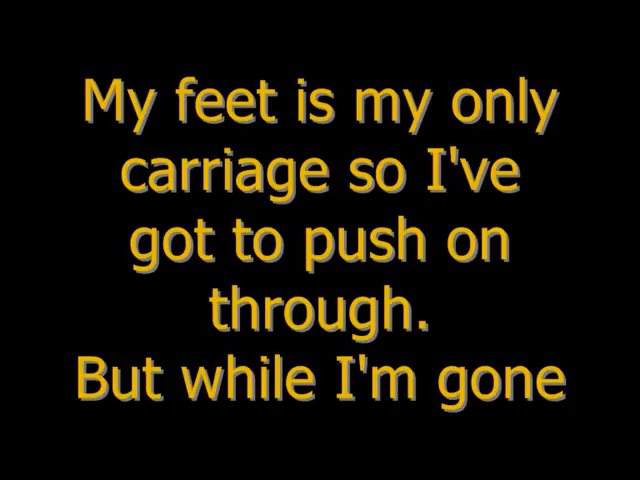 My feet is my only
carriage so I've
got to push on
through.
But while I'm gone